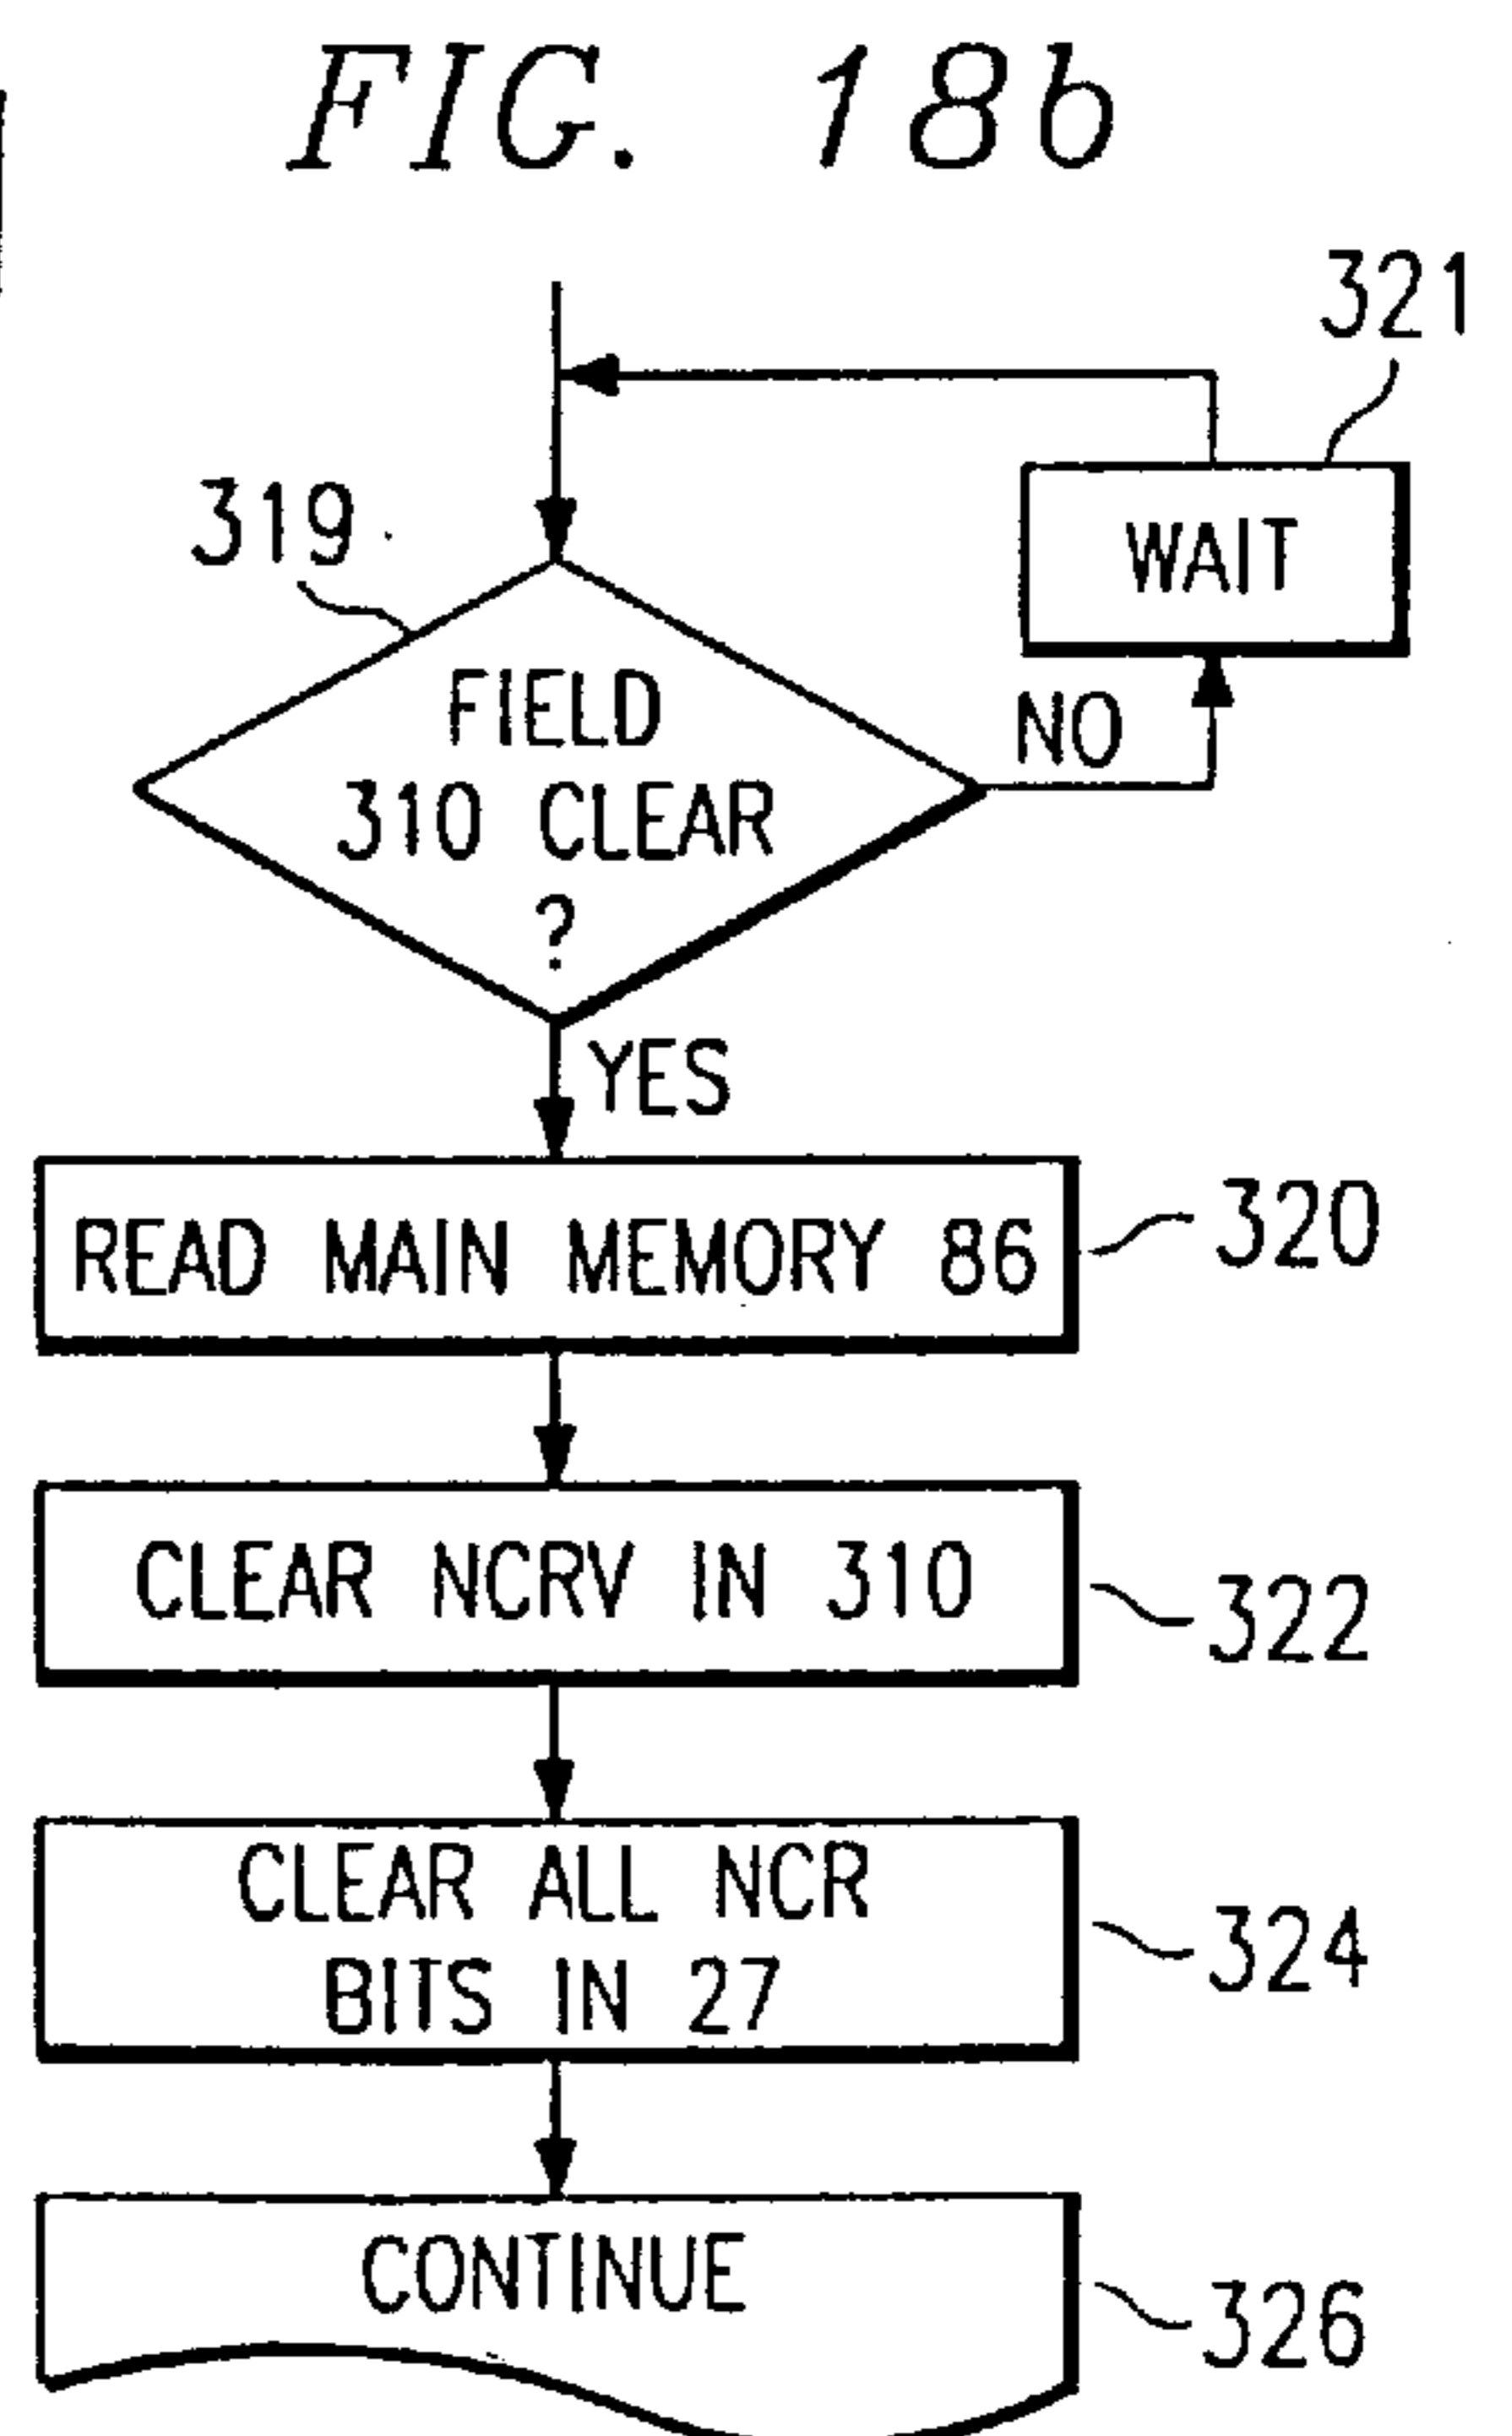 FIG. 18b
321
WAIT
319
FIELD
310 CLEAR
?
NO
YES
READ MAIN MEMORY 86
320
CLEAR NCRV IN 310
322
CLEAR ALL NCR
BITS IN 27
324
CONTINUE
326